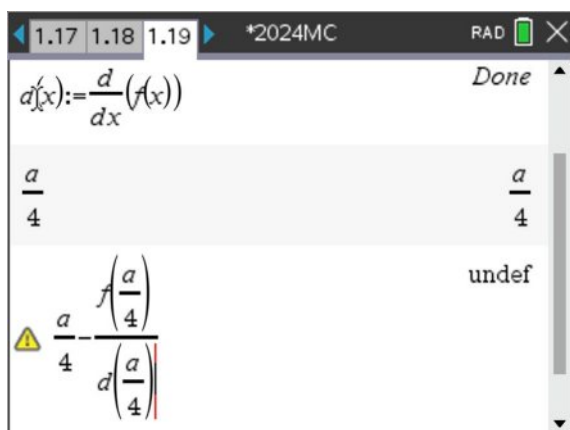 1.17 1.18 1.19 *2024MC RAD
d(x):=d/dx(f(x)) Done
a/4 a/4
a/4-f(a/4)/d(a/4) undef